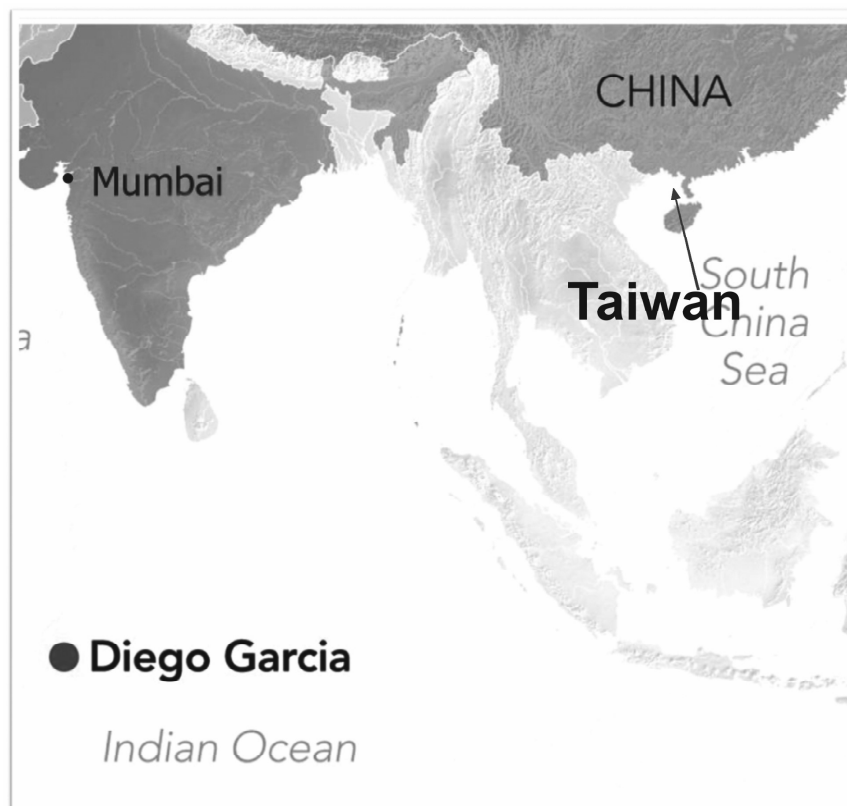 CHINA
Mumbai
South
Taiwan
China
Sea
a
Diego Garcia
Indian Ocean